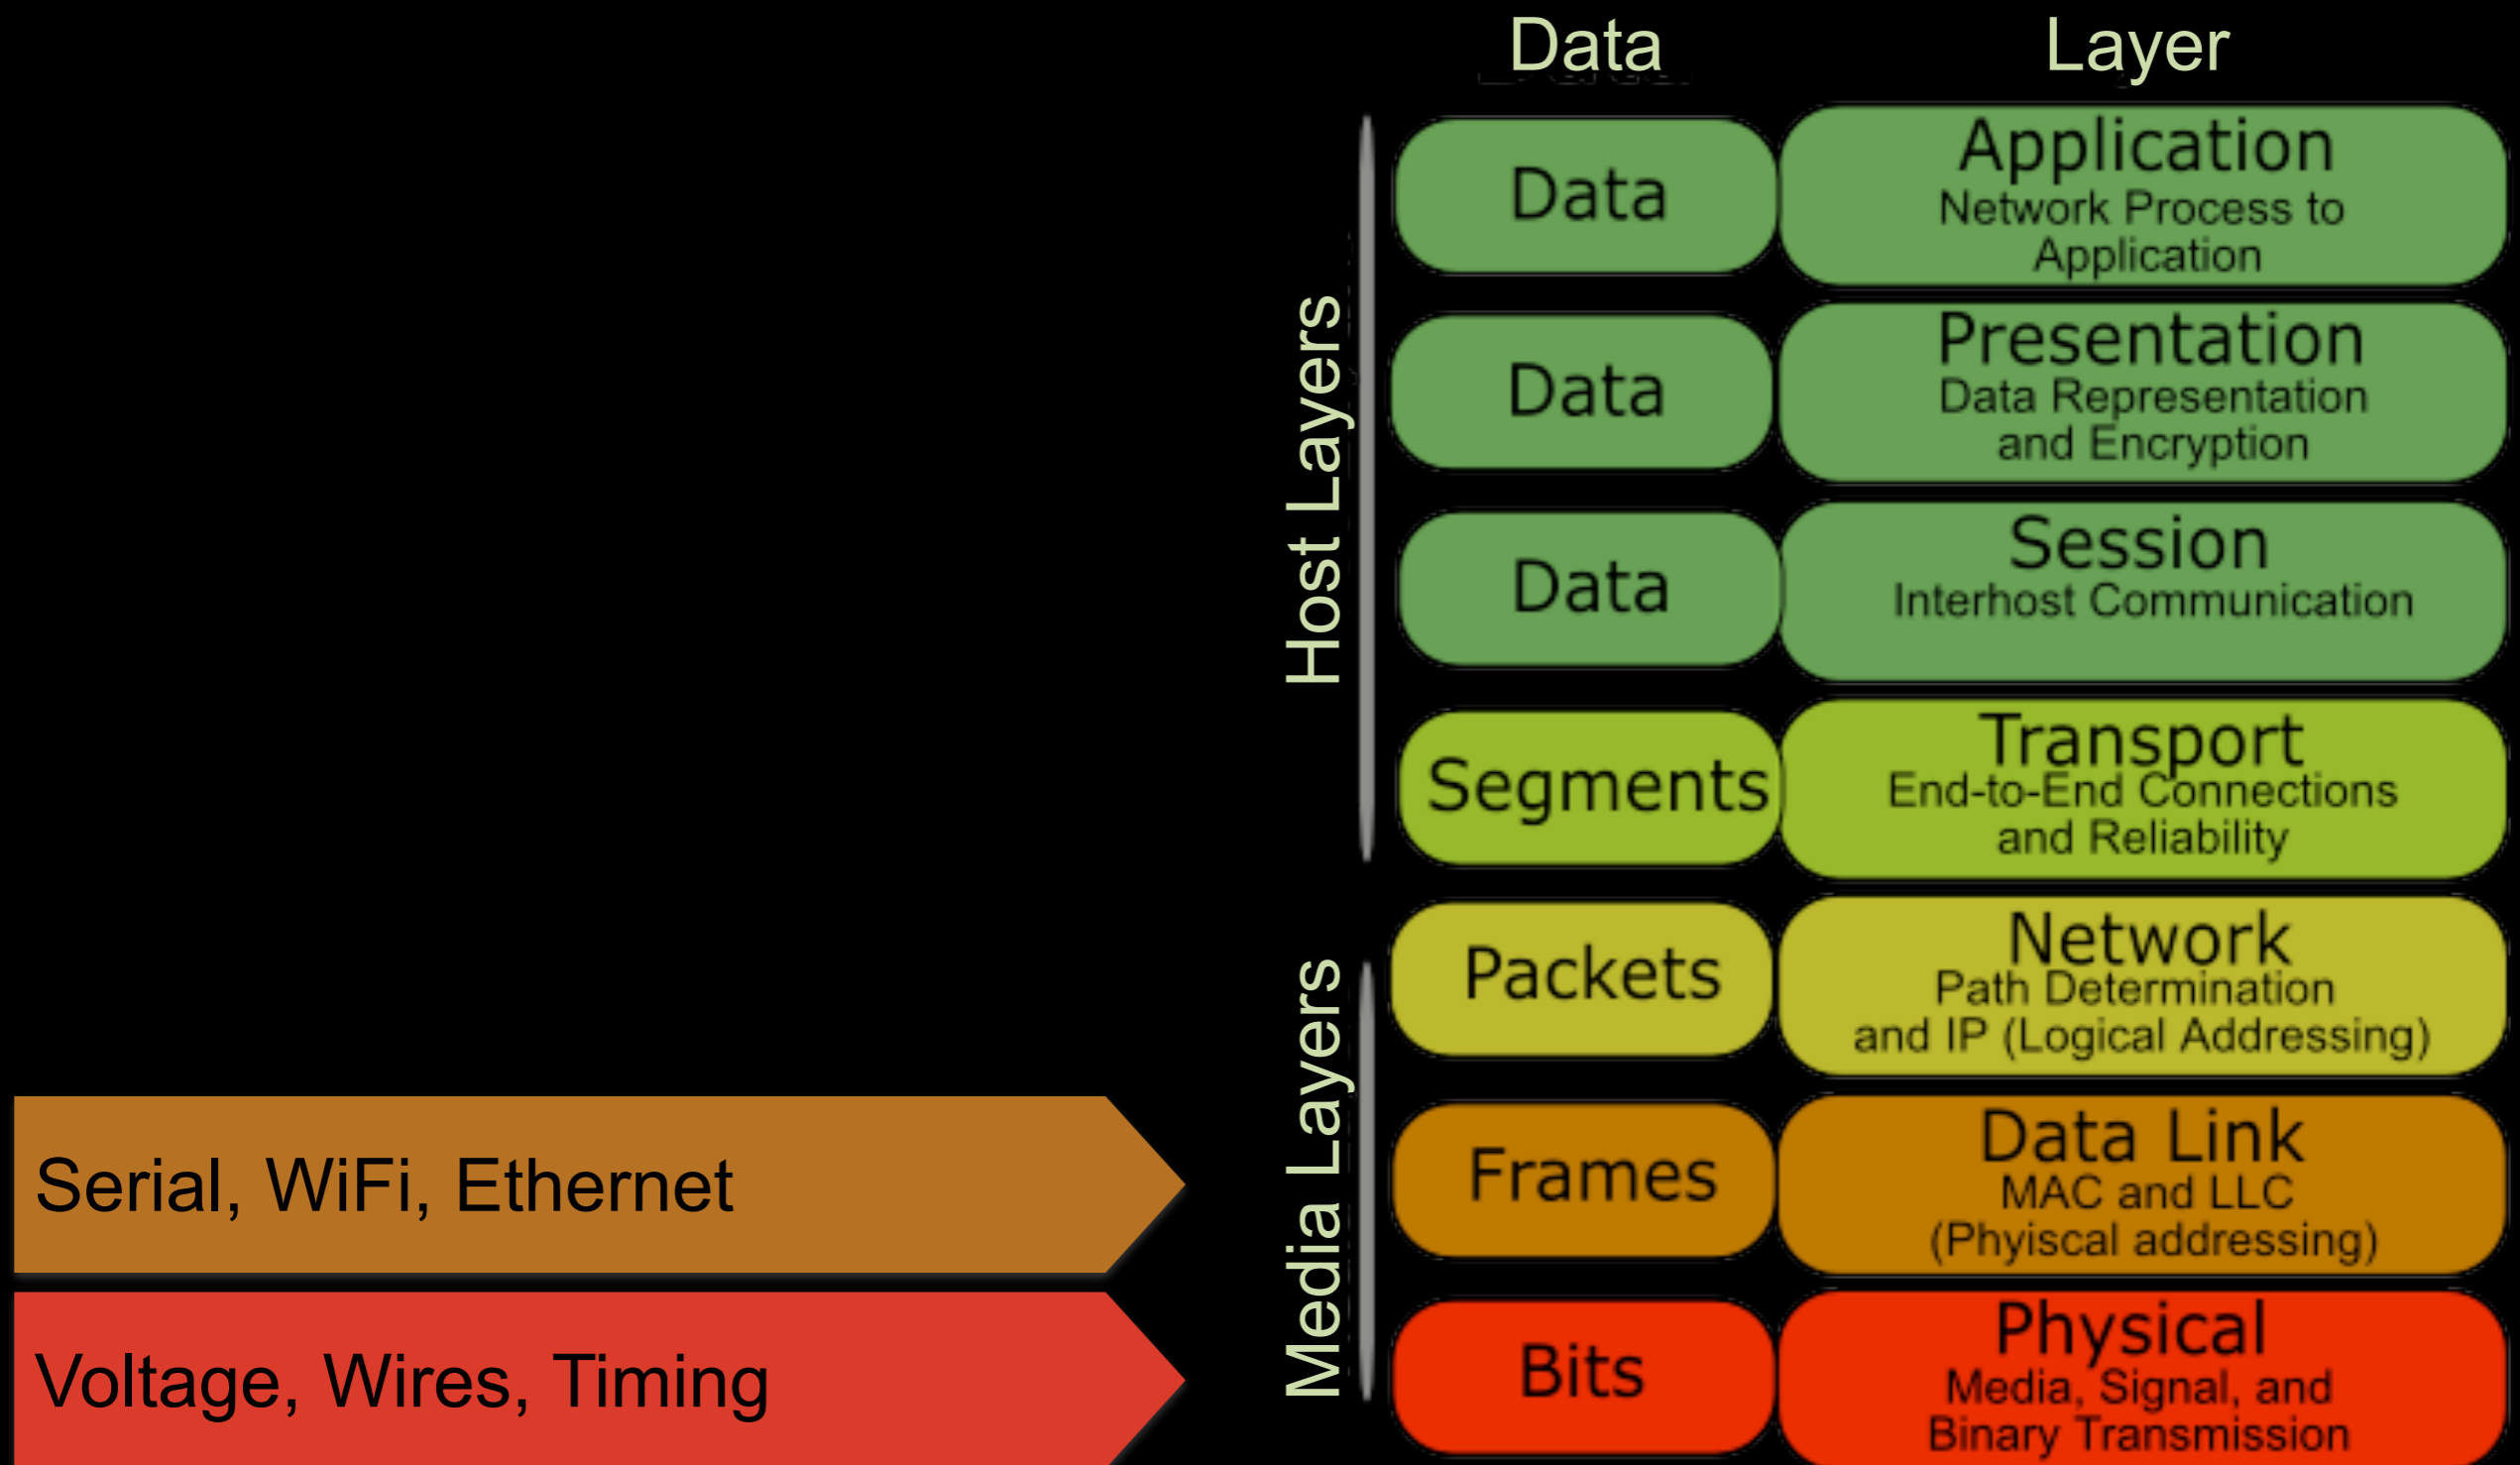 Data
Layer
Host Layers
Data
Application
Network Process to
Application
Data
Presentation
Data Representation
and Encryption
Data
Session
Interhost Communication
Segments
Transport
End-to-End Connections
and Reliability
Media Layers
Packets
Network
Path Determination
and IP (Logical Addressing)
Serial, WiFi, Ethernet
Frames
Data Link
MAC and LLC
(Phyiscal addressing)
Voltage, Wires, Timing
Bits
Physical
Media, Signal, and
Binary Transmission